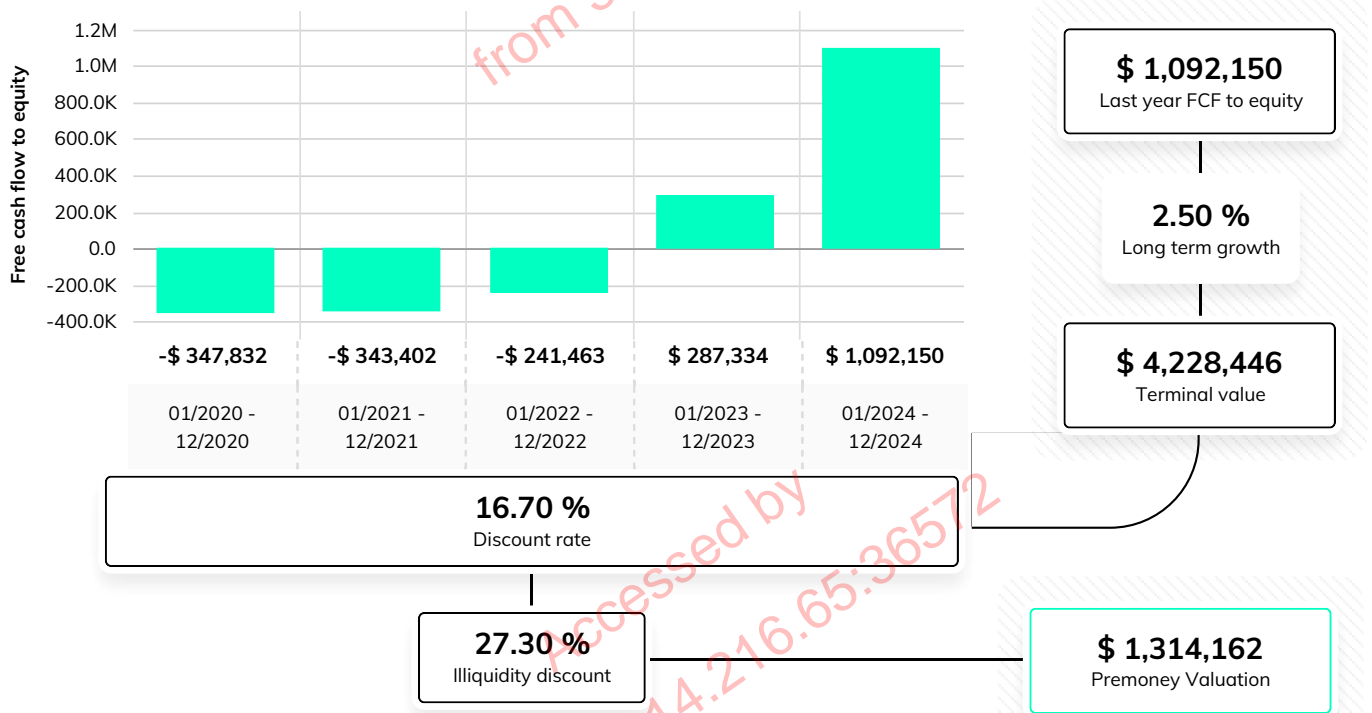 Free cash flow to equity
1.2M
1.0M
800.0K
600.0K
400.0K
200.0K
0.0
-200.0K
-400.0K
-$ 347,832
-$ 343,402
-$ 241,463
$ 287,334
$ 1,092,150
01/2020 -
12/2020
01/2021 -
12/2021
01/2022 -
12/2022
01/2023 -
12/2023
01/2024 -
12/2024
16.70 %
Discount rate
27.30 %
Illiquidity discount
$ 1,092,150
Last year FCF to equity
2.50 %
Long term growth
$ 4,228,446
Terminal value
$ 1,314,162
Premoney Valuation
from
Accessed by
14.216.65:36572